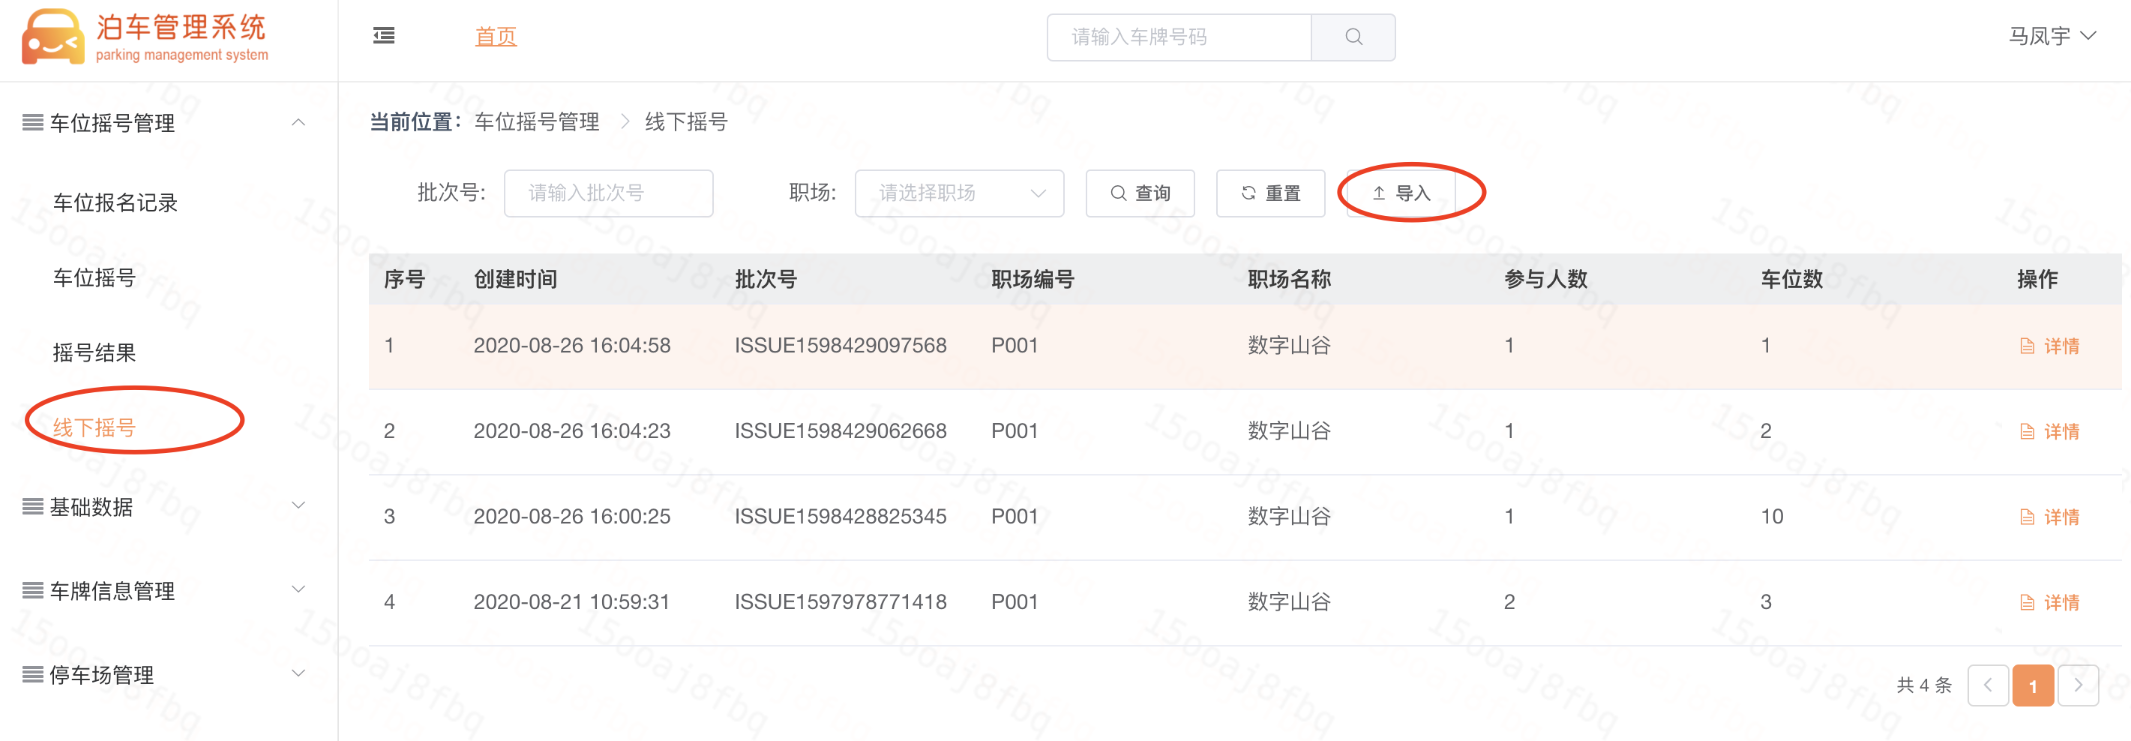 泊车管理系统
parking management system
首页
请输入车牌号码
马凤宇
车位摇号管理
车位报名记录
车位摇号
摇号结果
线下摇号
基础数据
车牌信息管理
停车场管理
当前位置: 车位摇号管理 > 线下摇号
批次号: 请输入批次号 职场: 请选择职场 查询 重置 导入
序号 创建时间 批次号 职场编号 职场名称 参与人数 车位数 操作
1 2020-08-26 16:04:58 ISSUE1598429097568 P001 数字山谷 1 1 详情
2 2020-08-26 16:04:23 ISSUE1598429062668 P001 数字山谷 1 2 详情
3 2020-08-26 16:00:25 ISSUE1598428825345 P001 数字山谷 1 10 详情
4 2020-08-21 10:59:31 ISSUE1597978771418 P001 数字山谷 2 3 详情
共 4 条 < 1 >
15ooaj8fbq